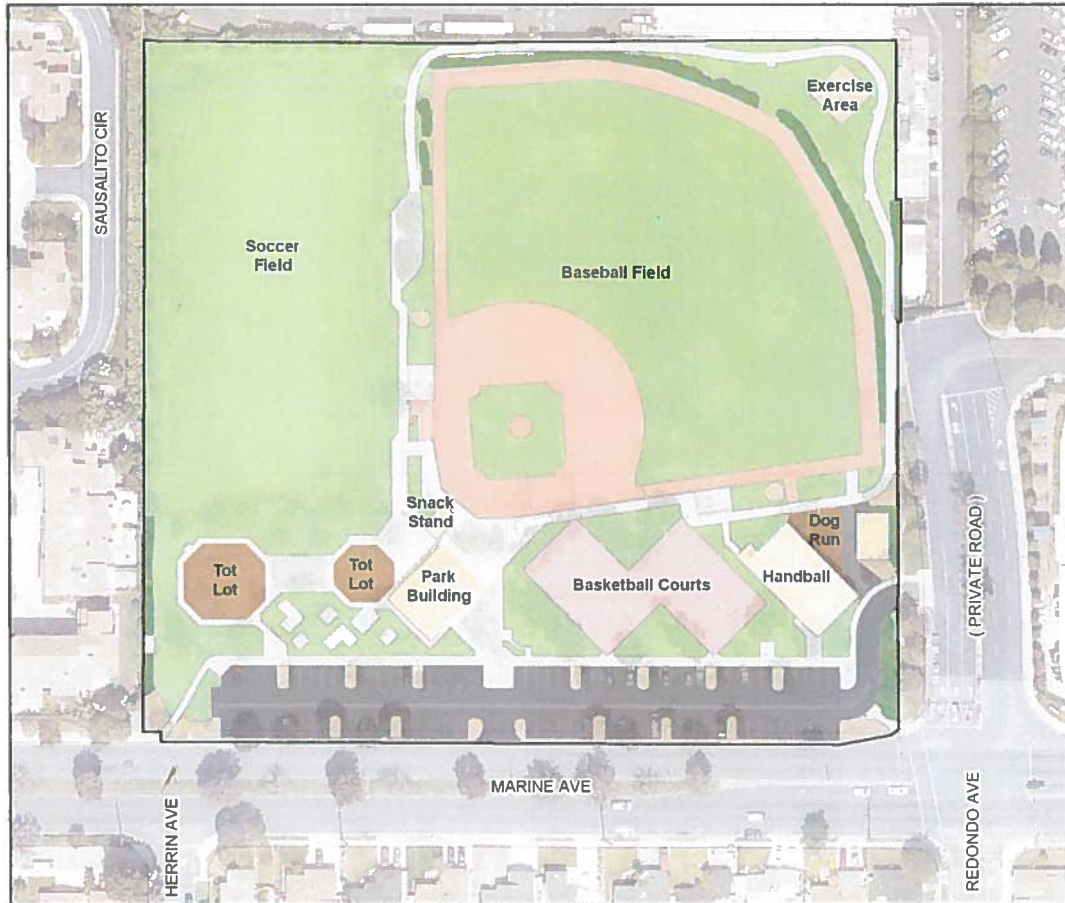 Exercise
Area
SAUSALITO CIR
Soccer
Field
Baseball Field
Snack
Stand
Dog
Run
Tot
Lot
Tot
Lot
Park
Building
Basketball Courts
Handball
( PRIVATE ROAD )
MARINE AVE
HERRIN AVE
REDONDO AVE